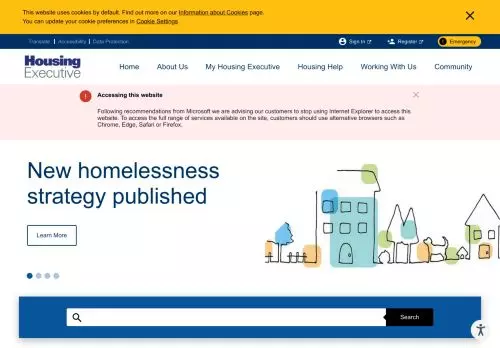 This website uses cookies by default. Find out more on our Information about Cookies page.
You can update your cookie preferences in Cookie Settings
Translate | Accessibility | Data Protection
Sign In
Register
Emergency
Housing
Executive
Home
About Us
My Housing Executive
Housing Help
Working With Us
Community
Accessing this website
Following recommendations from Microsoft we are advising our customers to stop using Internet Explorer to access this
website. To access the full range of services available on the site, customers should use alternative browsers such as
Chrome, Edge, Safari or Firefox.
New homelessness
strategy published
Learn More
Search